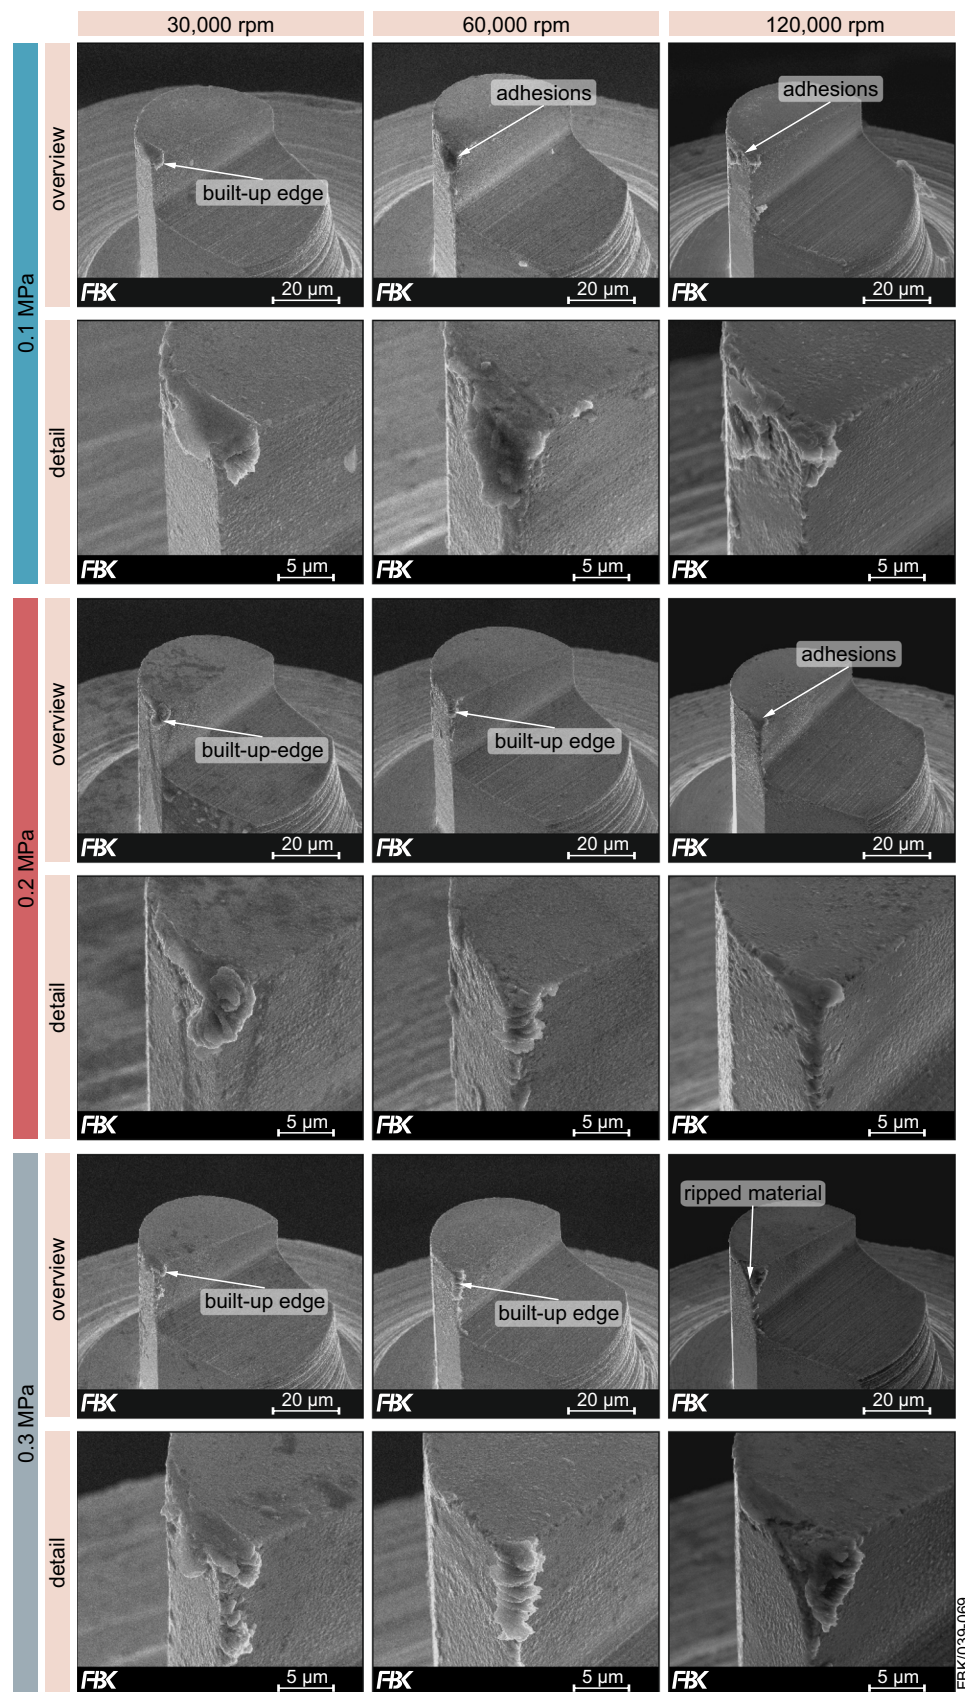 30,000 rpm 60,000 rpm 120,000 rpm
0.1 MPa
overview
built-up edge
adhesions
adhesions
FBK 20 µm FBK 20 µm FBK 20 µm
detail
FBK 5 µm FBK 5 µm FBK 5 µm
0.2 MPa
overview
built-up-edge
built-up edge
adhesions
FBK 20 µm FBK 20 µm FBK 20 µm
detail
FBK 5 µm FBK 5 µm FBK 5 µm
0.3 MPa
overview
built-up edge
built-up edge
ripped material
FBK 20 µm FBK 20 µm FBK 20 µm
detail
FBK 5 µm FBK 5 µm FBK 5 µm
FBK/039-069